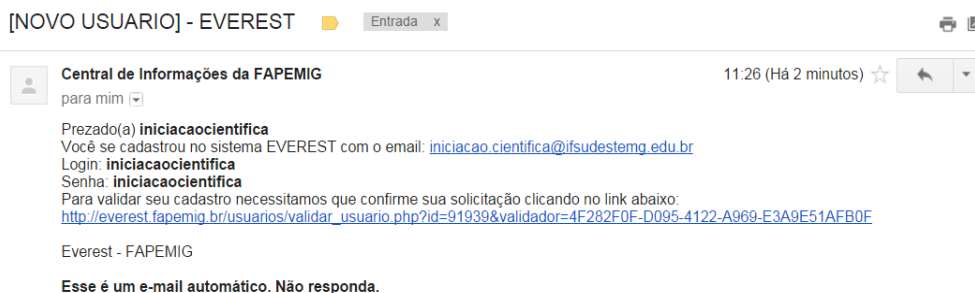 [NOVO USUARIO] - EVEREST Entrada x
Central de Informações da FAPEMIG 11:26 (Há 2 minutos)
para mim
Prezado(a) iniciacaocientifica
Você se cadastrou no sistema EVEREST com o email: iniciacao.cientifica@ifsudestemg.edu.br
Login: iniciacaocientifica
Senha: iniciacaocientifica
Para validar seu cadastro necessitamos que confirme sua solicitação clicando no link abaixo:
http://everest.fapemig.br/usuarios/validar_usuario.php?id=91939&validador=4F282F0F-D095-4122-A969-E3A9E51AFB0F
Everest - FAPEMIG
Esse é um e-mail automático. Não responda.